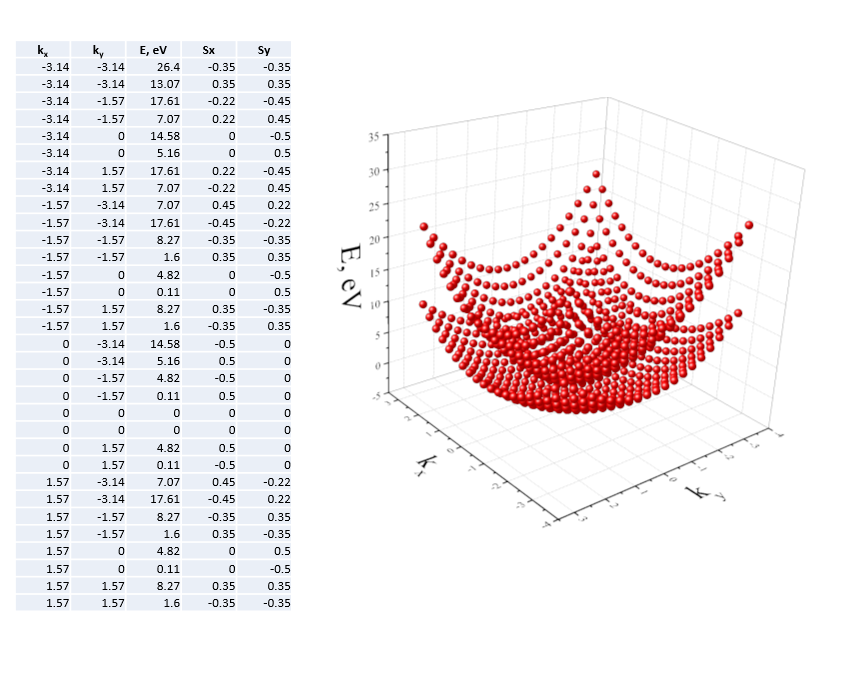 kx ky E, eV Sx Sy
-3.14 -3.14 26.4 -0.35 -0.35
-3.14 -3.14 13.07 0.35 0.35
-3.14 -1.57 17.61 -0.22 -0.45
-3.14 -1.57 7.07 0.22 0.45
-3.14 0 14.58 0 -0.5
-3.14 0 5.16 0 0.5
-3.14 1.57 17.61 0.22 -0.45
-3.14 1.57 7.07 -0.22 0.45
-1.57 -3.14 7.07 0.45 0.22
-1.57 -3.14 17.61 -0.45 -0.22
-1.57 -1.57 8.27 -0.35 -0.35
-1.57 -1.57 1.6 0.35 0.35
-1.57 0 4.82 0 -0.5
-1.57 0 0.11 0 0.5
-1.57 1.57 8.27 0.35 -0.35
-1.57 1.57 1.6 -0.35 0.35
0 -3.14 14.58 -0.5 0
0 -3.14 5.16 0.5 0
0 -1.57 4.82 -0.5 0
0 -1.57 0.11 0.5 0
0 0 0 0 0
0 0 0 0 0
0 1.57 4.82 0.5 0
0 1.57 0.11 -0.5 0
1.57 -3.14 7.07 0.45 -0.22
1.57 -3.14 17.61 -0.45 0.22
1.57 -1.57 8.27 -0.35 0.35
1.57 -1.57 1.6 0.35 -0.35
1.57 0 4.82 0 0.5
1.57 0 0.11 0 -0.5
1.57 1.57 8.27 0.35 0.35
1.57 1.57 1.6 -0.35 -0.35
35
30
25
20
15
10
5
0
-5
E, eV
kx
ky